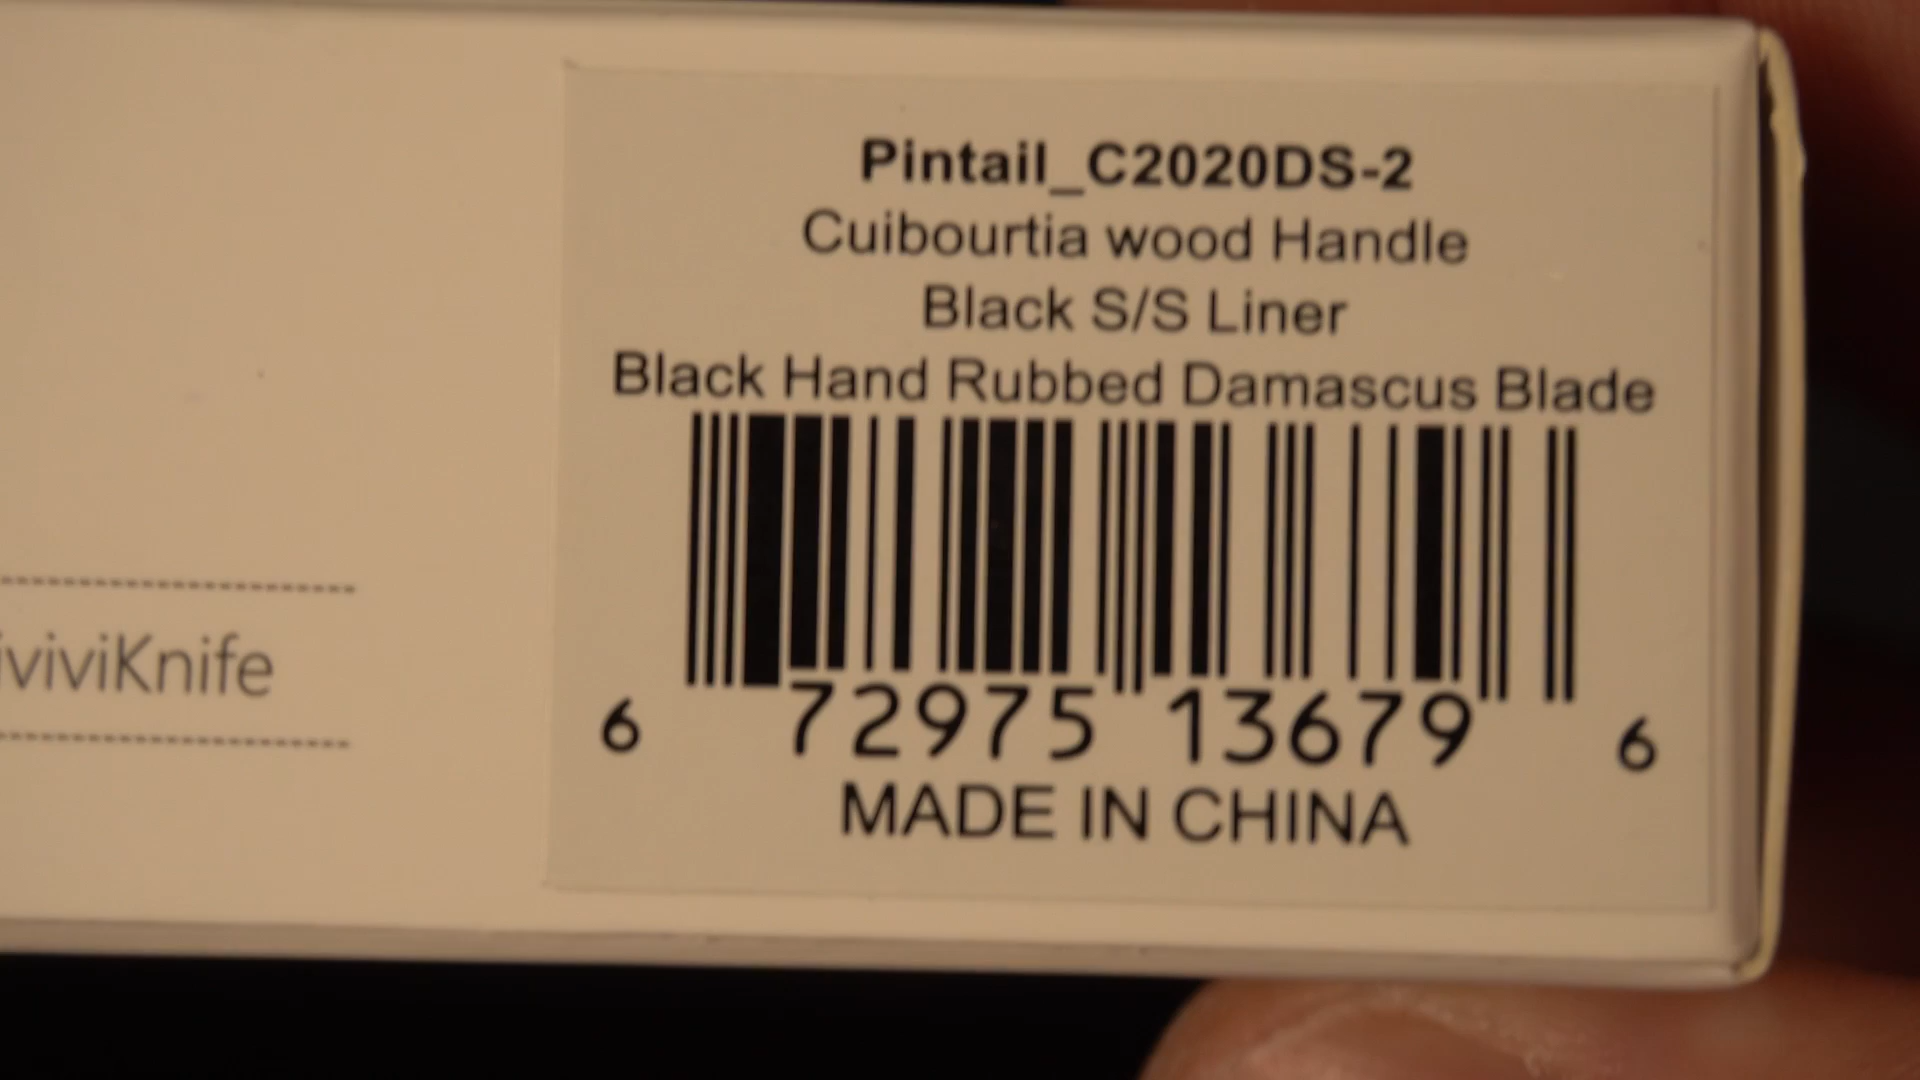 Pintail_C2020DS-2
Cuibourtia wood Handle
Black S/S Liner
Black Hand Rubbed Damascus Blade
6 72975 13679 6
MADE IN CHINA
iviviKnife